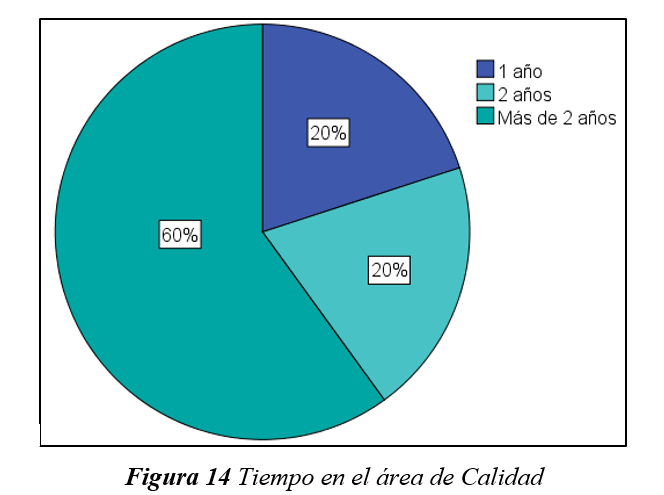 1 año
2 años
Más de 2 años
20%
60%
20%
Figura 14 Tiempo en el área de Calidad